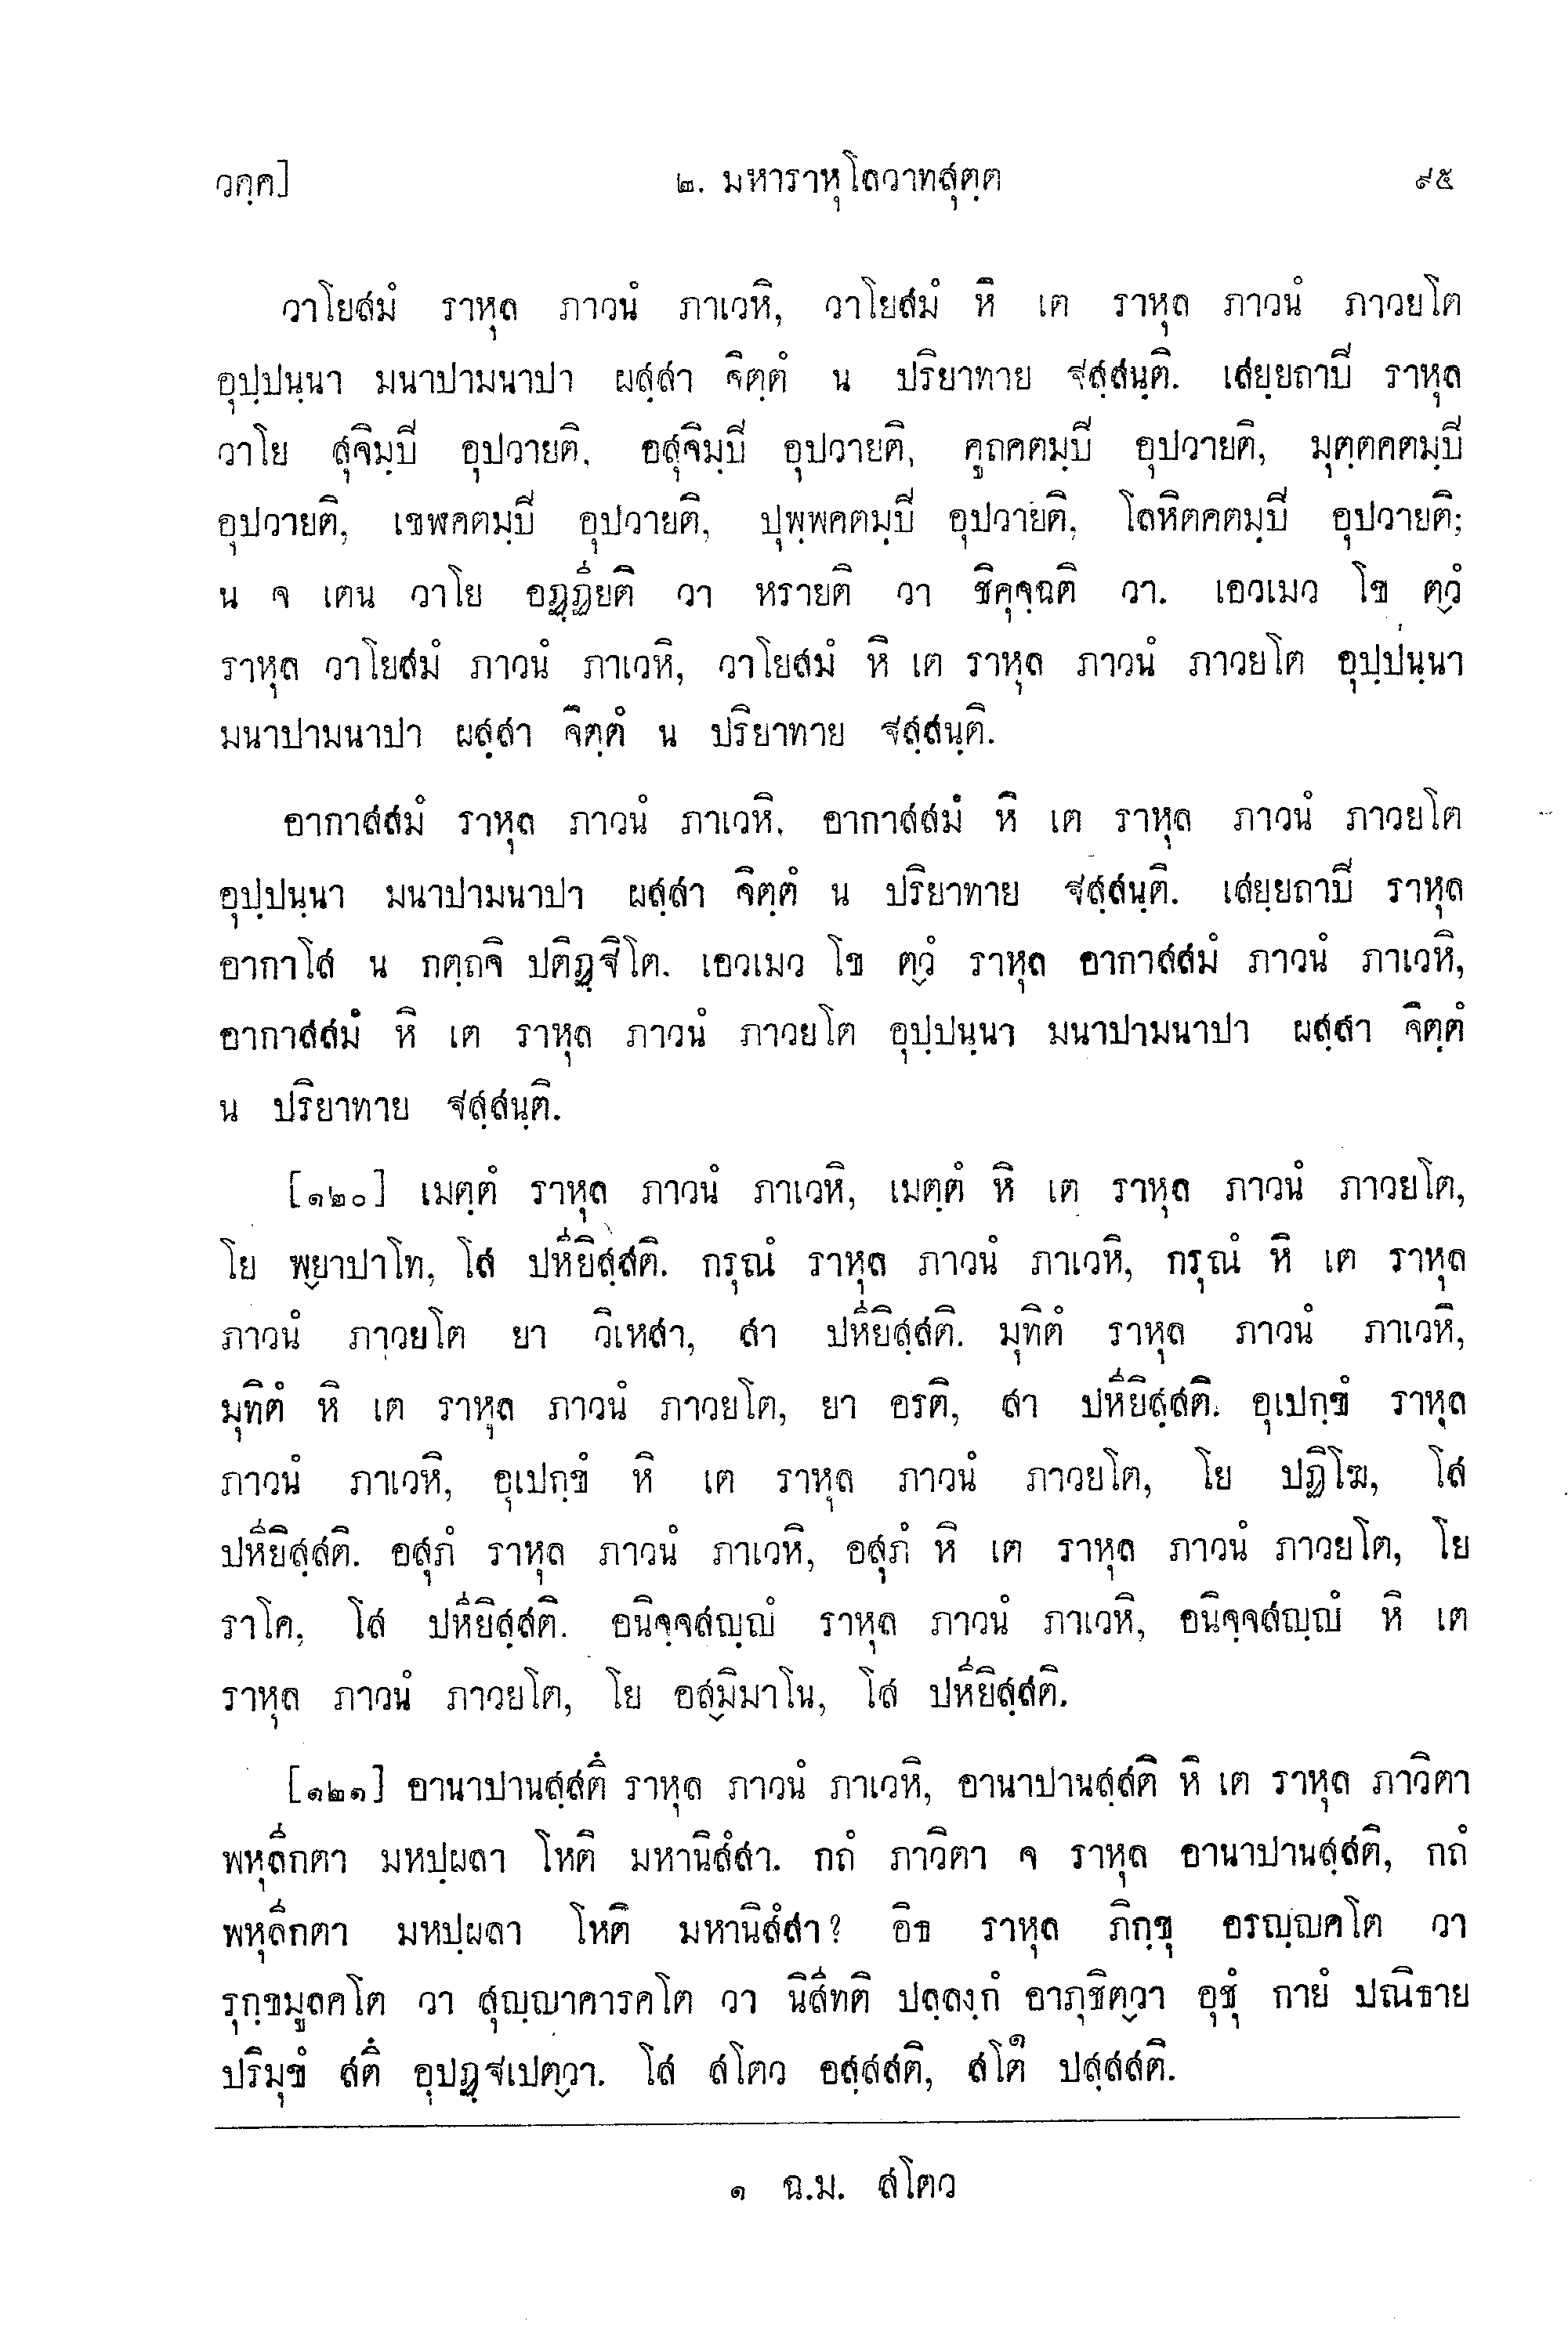 วคฺค]
๒. มหาราหุโลวาทสุตฺต
๙๕
วาโยสมํ ราหุล ภาวนํ ภาเวหิ, วาโยสมํ หิ เต ราหุล ภาวนํ ภาวยโต
อุปฺปนฺนา มนาปามนาปา ผสฺสา จิตฺตํ น ปริยาทาย ฐสฺสนฺติ. เสยฺยถาปิ ราหุล
วาโย สุจิมฺปิ อุปวายติ, อสุจิมฺปิ อุปวายติ, คูถคตมฺปิ อุปวายติ, มุตฺตคตมฺปิ
อุปวายติ, เขฬคตมฺปิ อุปวายติ, ปุพฺพคตมฺปิ อุปวายติ, โลหิตคตมฺปิ อุปวายติ;
น จ เตน วาโย อฏฺฏียติ วา หรายติ วา ชิคุจฺฉติ วา. เอวเมว โข ตฺวํ
ราหุล วาโยสมํ ภาวนํ ภาเวหิ, วาโยสมํ หิ เต ราหุล ภาวนํ ภาวยโต อุปฺปนฺนา
มนาปามนาปา ผสฺสา จิตฺตํ น ปริยาทาย ฐสฺสนฺติ.
อากาสสมํ ราหุล ภาวนํ ภาเวหิ, อากาสสมํ หิ เต ราหุล ภาวนํ ภาวยโต
อุปฺปนฺนา มนาปามนาปา ผสฺสา จิตฺตํ น ปริยาทาย ฐสฺสนฺติ. เสยฺยถาปิ ราหุล
อากาโส น กตฺถจิ ปติฏฺฐิโต. เอวเมว โข ตฺวํ ราหุล อากาสสมํ ภาวนํ ภาเวหิ,
อากาสสมํ หิ เต ราหุล ภาวนํ ภาวยโต อุปฺปนฺนา มนาปามนาปา ผสฺสา จิตฺตํ
น ปริยาทาย ฐสฺสนฺติ.
[๑๒๐] เมตฺตํ ราหุล ภาวนํ ภาเวหิ, เมตฺตํ หิ เต ราหุล ภาวนํ ภาวยโต,
โย พฺยาปาโท, โส ปหียิสฺสติ. กรุณํ ราหุล ภาวนํ ภาเวหิ, กรุณํ หิ เต ราหุล
ภาวนํ ภาวยโต ยา วิเหสา, สา ปหียิสฺสติ. มุทิตํ ราหุล ภาวนํ ภาเวหิ,
มุทิตํ หิ เต ราหุล ภาวนํ ภาวยโต, ยา อรติ, สา ปหียิสฺสติ. อุเปกฺขํ ราหุล
ภาวนํ ภาเวหิ, อุเปกฺขํ หิ เต ราหุล ภาวนํ ภาวยโต, โย ปฏิโฆ, โส
ปหียิสฺสติ. อสุภํ ราหุล ภาวนํ ภาเวหิ, อสุภํ หิ เต ราหุล ภาวนํ ภาวยโต, โย
ราโค, โส ปหียิสฺสติ. อนิจฺจสญฺญํ ราหุล ภาวนํ ภาเวหิ, อนิจฺจสญฺญํ หิ เต
ราหุล ภาวนํ ภาวยโต, โย อสฺมิมาโน, โส ปหียิสฺสติ.
[๑๒๑] อานาปานสฺสตึ ราหุล ภาวนํ ภาเวหิ, อานาปานสฺสติ หิ เต ราหุล ภาวิตา
พหุลีกตา มหปฺผลา โหติ มหานิสํสา. กถํ ภาวิตา จ ราหุล อานาปานสฺสติ, กถํ
พหุลีกตา มหปฺผลา โหติ มหานิสํสา? อิธ ราหุล ภิกฺขุ อรญฺญคโต วา
รุกฺขมูลคโต วา สุญฺญาคารคโต วา นิสีทติ ปลฺลงฺกํ อาภุชิตฺวา อุชุํ กายํ ปณิธาย
ปริมุขํ สตึ อุปฏฺฐเปตฺวา. โส สโตว อสฺสสติ, สโต๑ ปสฺสสติ.
๑ ฉ.ม. สโตว